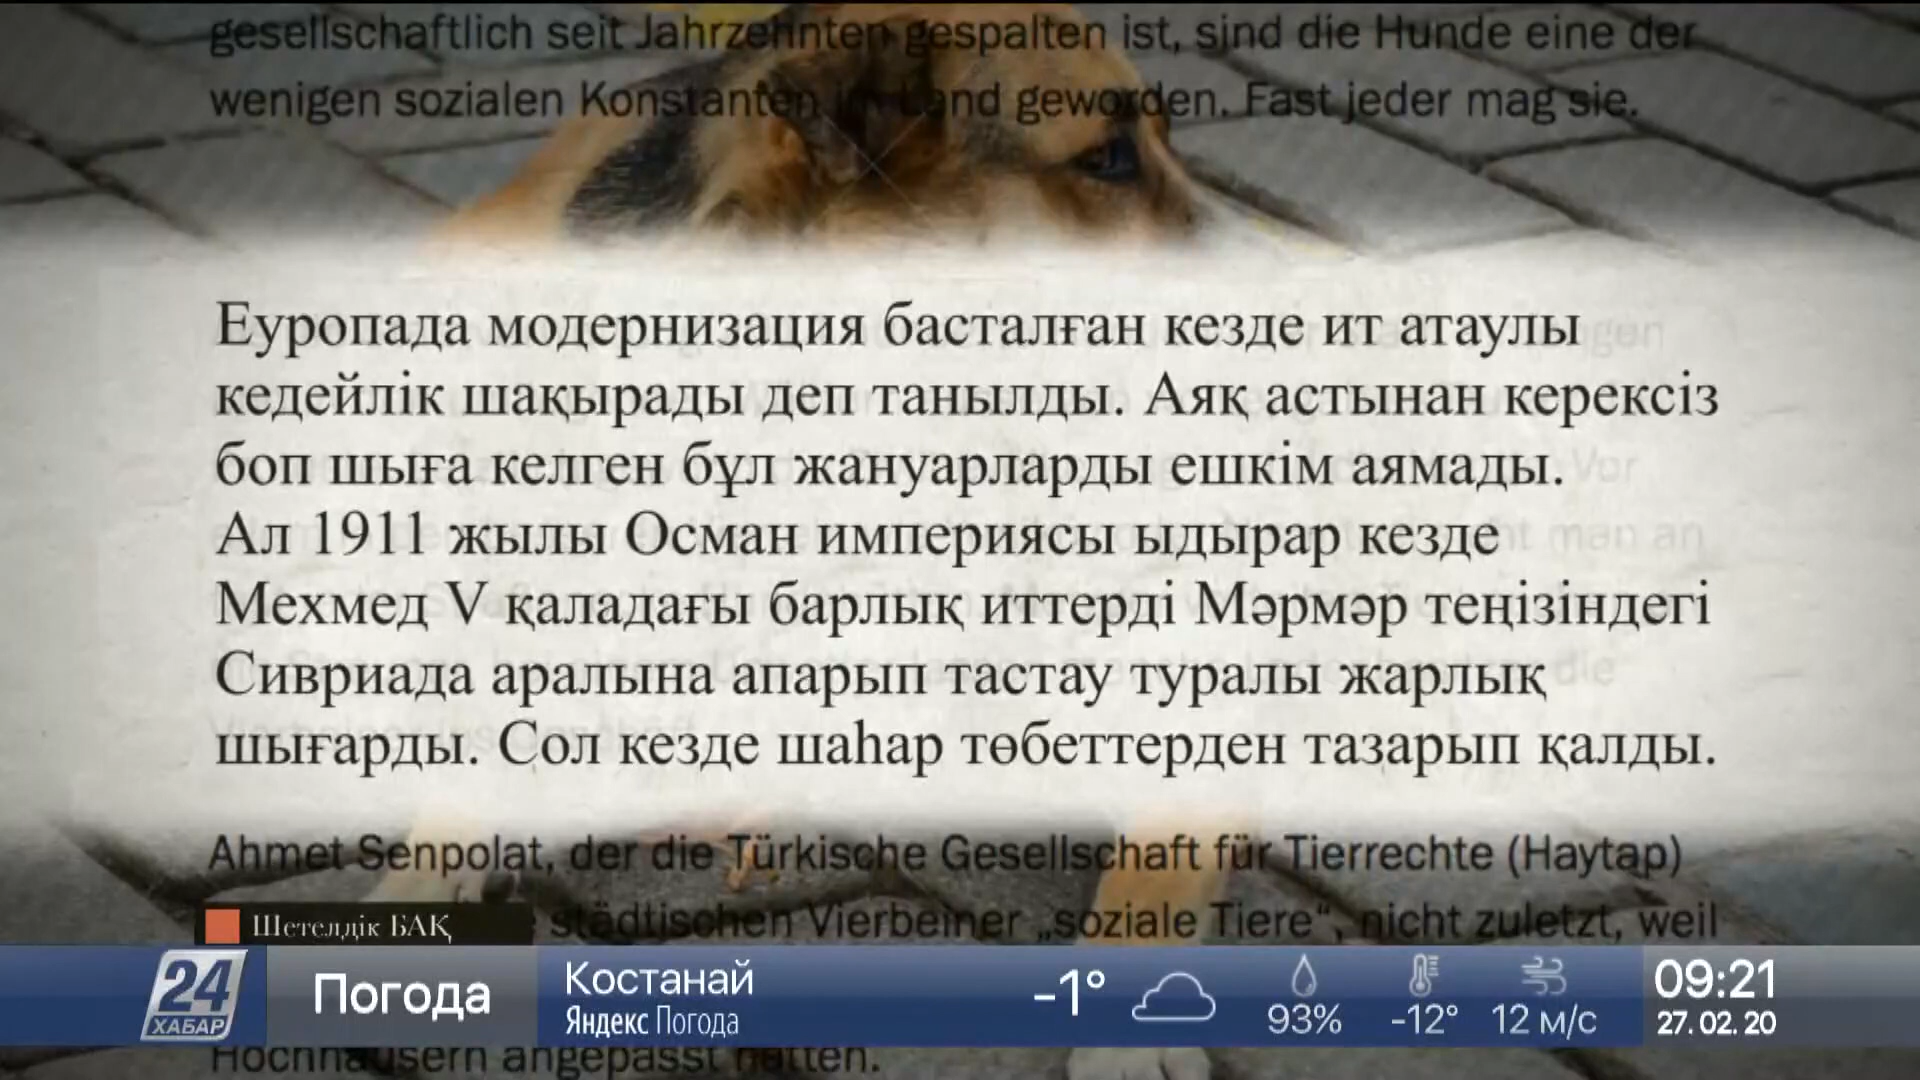 gesellschaftlich seit Jahrzehnten gespalten ist, sind die Hunde eine der
wenigen sozialen Konstanten im Land geworden. Fast jeder mag sie.
Еуропада модернизация басталған кезде ит атаулы
кедейлік шақырады деп танылды. Аяқ астынан керексіз
боп шыға келген бұл жануарларды ешкім аямады.
Ал 1911 жылы Осман империясы ыдырар кезде
Мехмед V қаладағы барлық иттерді Мәрмәр теңізіндегі
Сивриада аралына апарып тастау туралы жарлық
шығарды. Сол кезде шаһар төбеттерден тазарып қалды.
Ahmet Senpolat, der die Türkische Gesellschaft für Tierrechte (Haytap)
städtischen Vierbeiner „soziale Tiere“, nicht zuletzt, weil
Шетелдік БАҚ
24 ХАБАР
Погода
Костанай
Яндекс Погода
-1°
93%
-12°
12 м/с
09:21
27.02.20
Hochhäusern angepasst hätten.